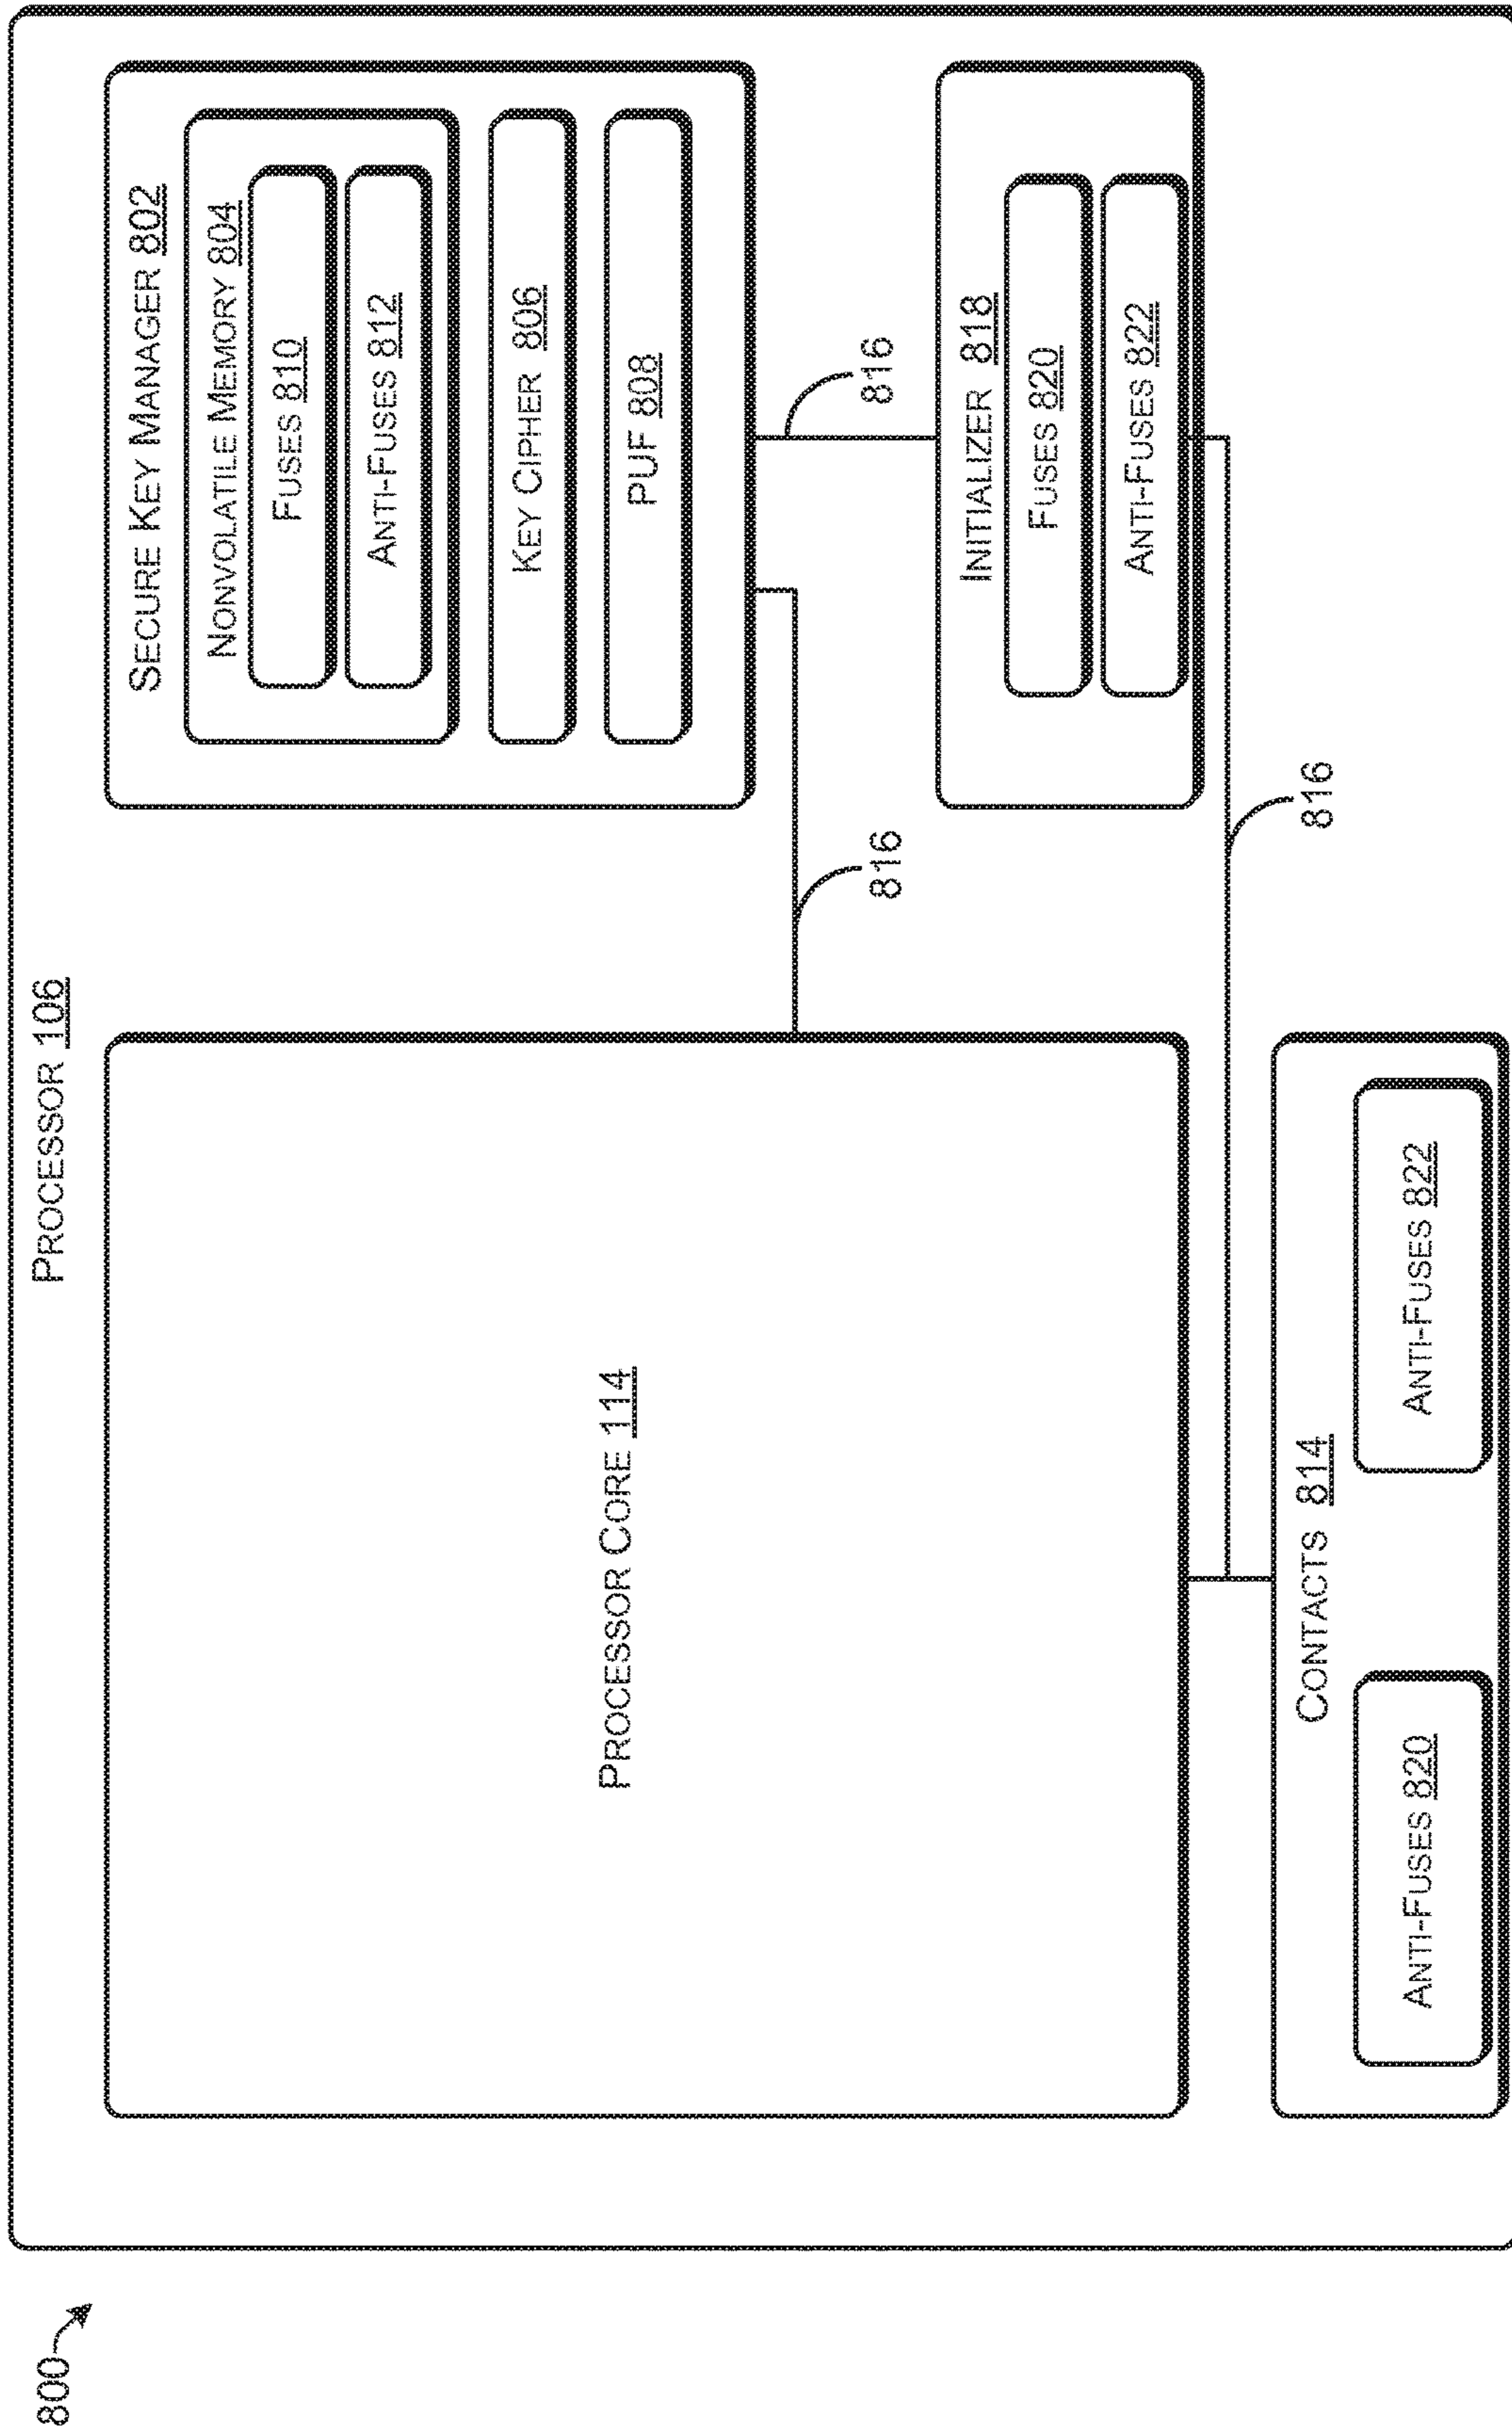 800
PROCESSOR 106
PROCESSOR CORE 114
SECURE KEY MANAGER 802
NONVOLATILE MEMORY 804
FUSES 810
ANTI-FUSES 812
KEY CIPHER 806
PUF 808
816
816
INITIALIZER 818
FUSES 820
ANTI-FUSES 822
816
CONTACTS 814
ANTI-FUSES 820
ANTI-FUSES 822